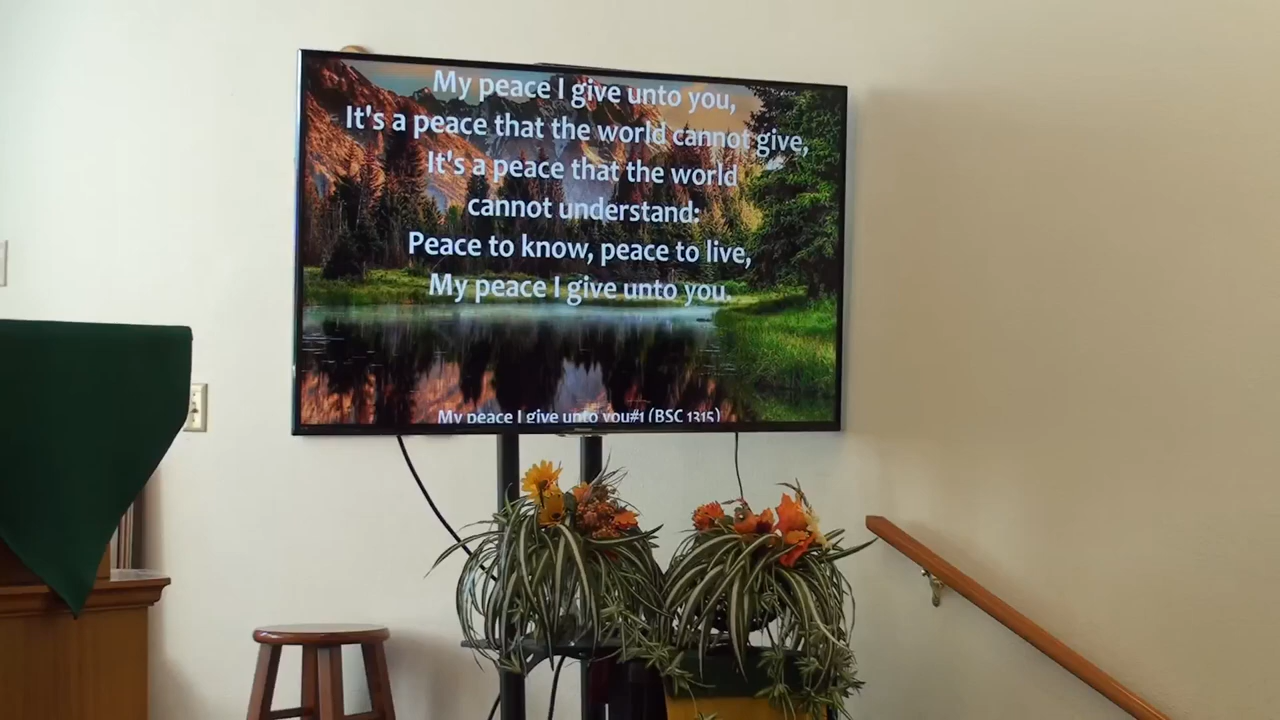 My peace I give unto you,
It's a peace that the world cannot give,
It's a peace that the world
cannot understand:
Peace to know, peace to live,
My peace I give unto you.
My peace I give unto you#1 (BSC 1315)